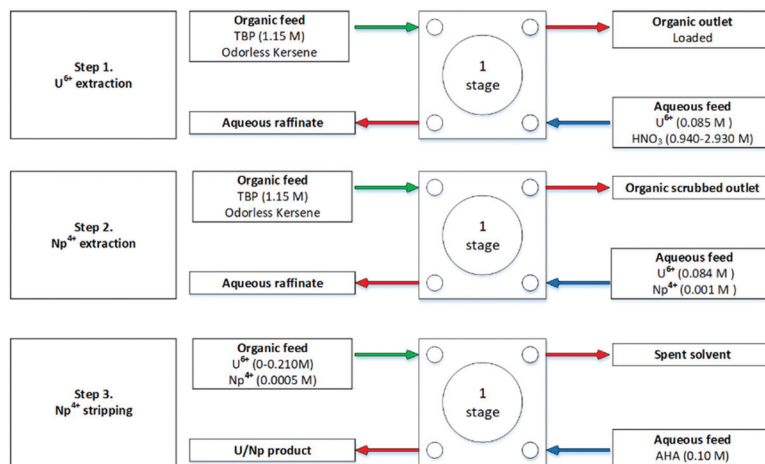 Step 1.
U⁶⁺ extraction
Organic feed
TBP (1.15 M)
Odorless Kersene
Aqueous raffinate
1
stage
Organic outlet
Loaded
Aqueous feed
U⁶⁺ (0.085 M )
HNO₃ (0.940-2.930 M)
Step 2.
Np⁴⁺ extraction
Organic feed
TBP (1.15 M)
Odorless Kersene
Aqueous raffinate
1
stage
Organic scrubbed outlet
Aqueous feed
U⁶⁺ (0.084 M )
Np⁴⁺ (0.001 M )
Step 3.
Np⁴⁺ stripping
Organic feed
U⁶⁺ (0-0.210M)
Np⁴⁺ (0.0005 M)
U/Np product
1
stage
Spent solvent
Aqueous feed
AHA (0.10 M)